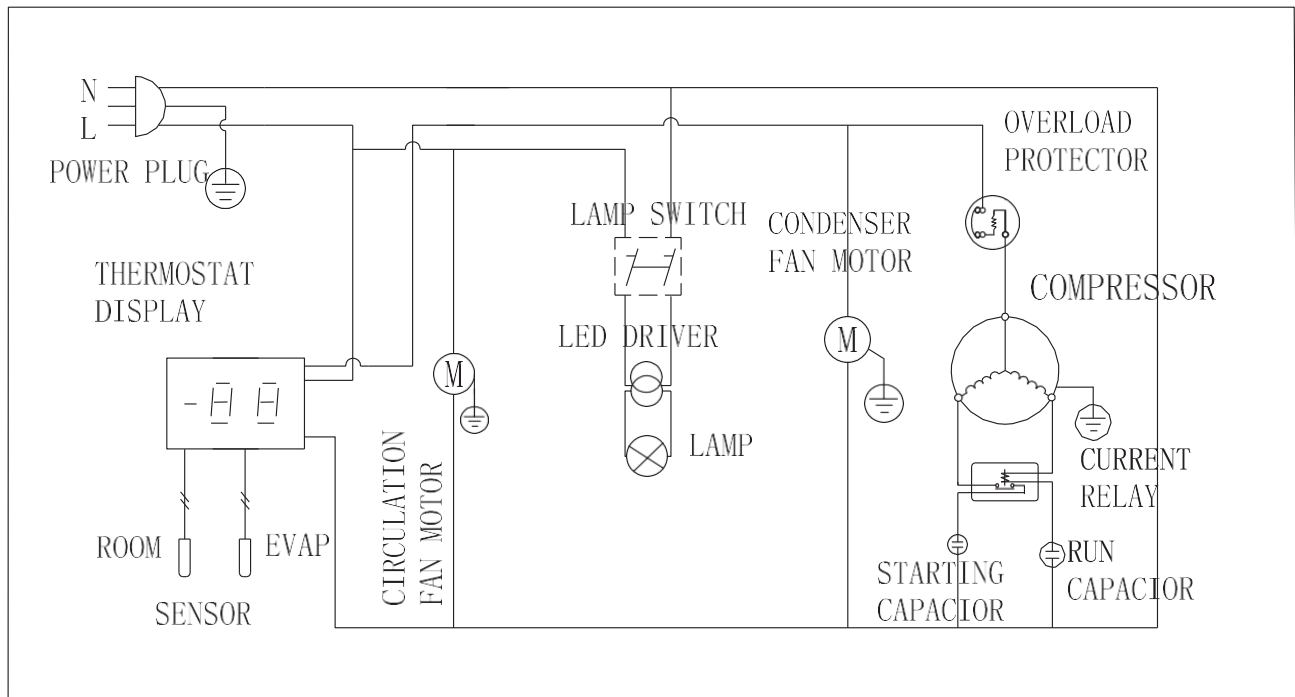 N
L
POWER PLUG
OVERLOAD
PROTECTOR
LAMP SWITCH
CONDENSER
FAN MOTOR
THERMOSTAT
DISPLAY
COMPRESSOR
LED DRIVER
M
M
-88
LAMP
CIRCULATION
FAN MOTOR
CURRENT
RELAY
ROOM
EVAP
SENSOR
STARTING
CAPACIOR
RUN
CAPACIOR